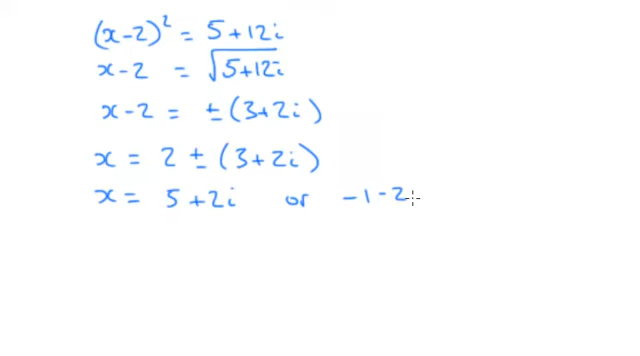 (x-2)² = 5+12i
x-2 = √5+12i
x-2 = ±(3+2i)
x = 2 ± (3+2i)
x = 5+2i or -1-2